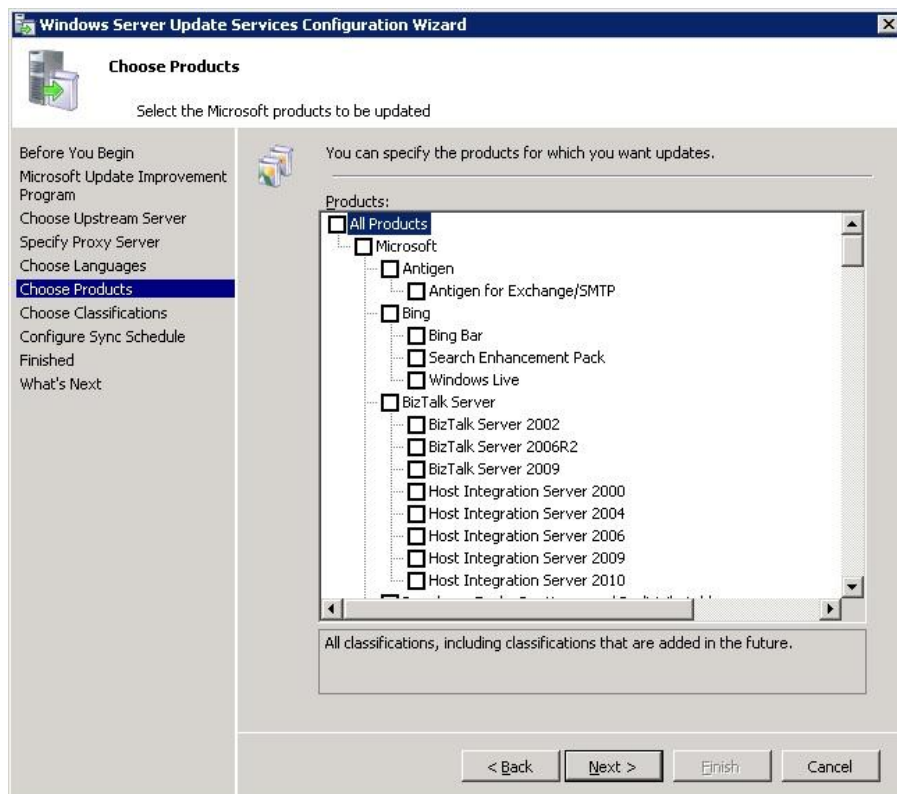 Windows Server Update Services Configuration Wizard
Choose Products
Select the Microsoft products to be updated
Before You Begin
Microsoft Update Improvement
Program
Choose Upstream Server
Specify Proxy Server
Choose Languages
Choose Products
Choose Classifications
Configure Sync Schedule
Finished
What's Next
You can specify the products for which you want updates.
Products:
All Products
Microsoft
Antigen
Antigen for Exchange/SMTP
Bing
Bing Bar
Search Enhancement Pack
Windows Live
BizTalk Server
BizTalk Server 2002
BizTalk Server 2006R2
BizTalk Server 2009
Host Integration Server 2000
Host Integration Server 2004
Host Integration Server 2006
Host Integration Server 2009
Host Integration Server 2010
All classifications, including classifications that are added in the future.
< Back
Next >
Finish
Cancel